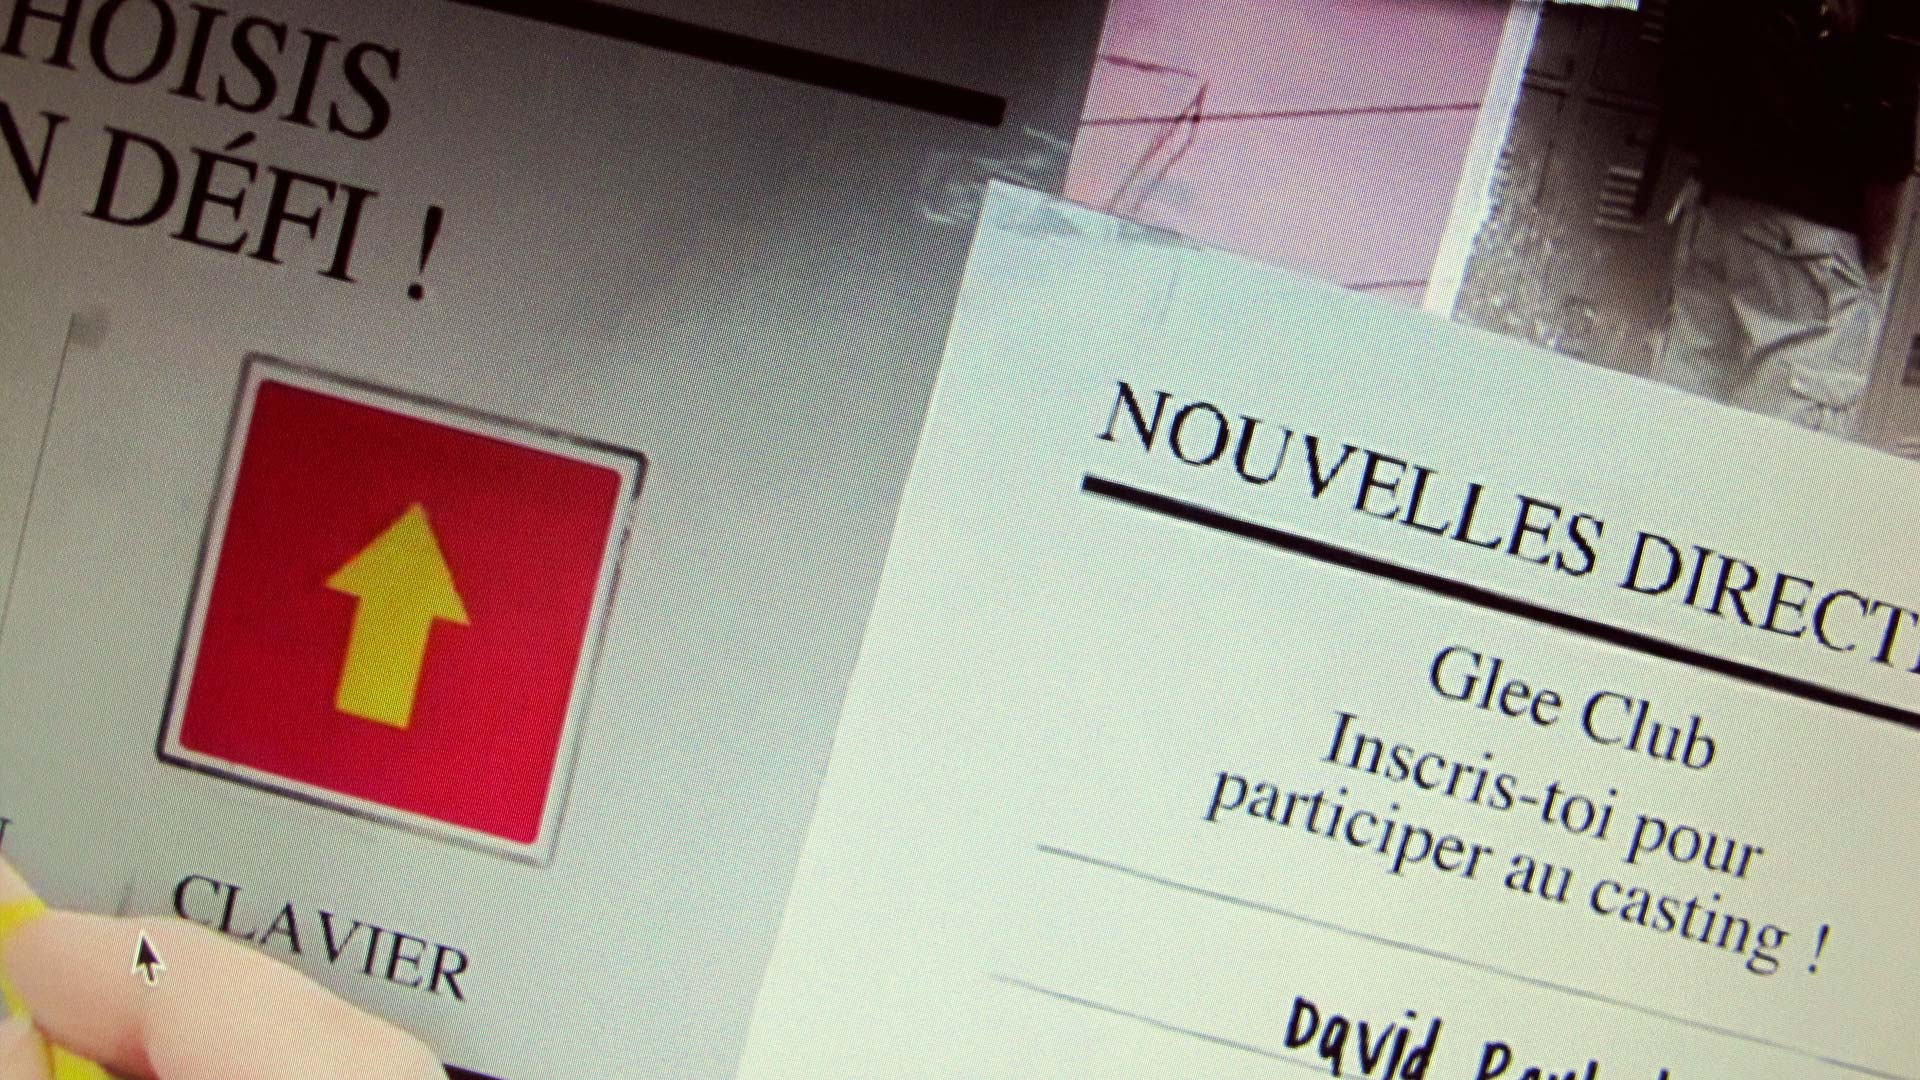 HOISIS
N DÉFI !
CLAVIER
NOUVELLES DIRECT
Glee Club
Inscris-toi pour
participer au casting !
David